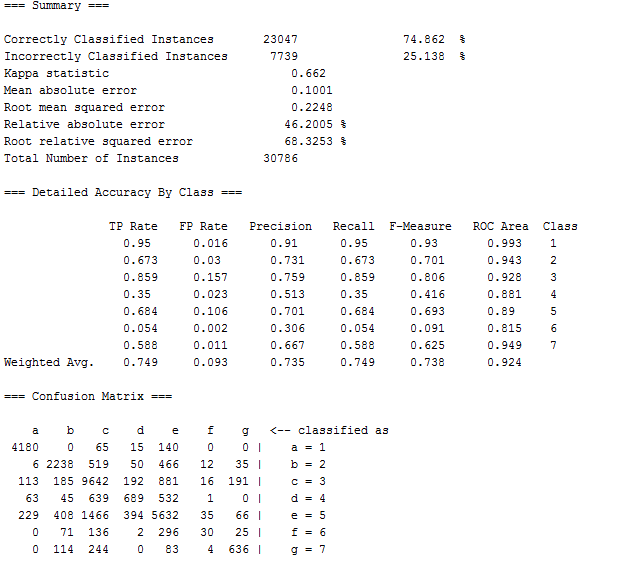 === Summary ===
Correctly Classified Instances 23047 74.862 %
Incorrectly Classified Instances 7739 25.138 %
Kappa statistic 0.662
Mean absolute error 0.1001
Root mean squared error 0.2248
Relative absolute error 46.2005 %
Root relative squared error 68.3253 %
Total Number of Instances 30786
=== Detailed Accuracy By Class ===
TP Rate FP Rate Precision Recall F-Measure ROC Area Class
0.95 0.016 0.91 0.95 0.93 0.993 1
0.673 0.03 0.731 0.673 0.701 0.943 2
0.859 0.157 0.759 0.859 0.806 0.928 3
0.35 0.023 0.513 0.35 0.416 0.881 4
0.684 0.106 0.701 0.684 0.693 0.89 5
0.054 0.002 0.306 0.054 0.091 0.815 6
0.588 0.011 0.667 0.588 0.625 0.949 7
Weighted Avg. 0.749 0.093 0.735 0.749 0.738 0.924
=== Confusion Matrix ===
a b c d e f g <-- classified as
4180 0 65 15 140 0 0 | a = 1
6 2238 519 50 466 12 35 | b = 2
113 185 9642 192 881 16 191 | c = 3
63 45 639 689 532 1 0 | d = 4
229 408 1466 394 5632 35 66 | e = 5
0 71 136 2 296 30 25 | f = 6
0 114 244 0 83 4 636 | g = 7